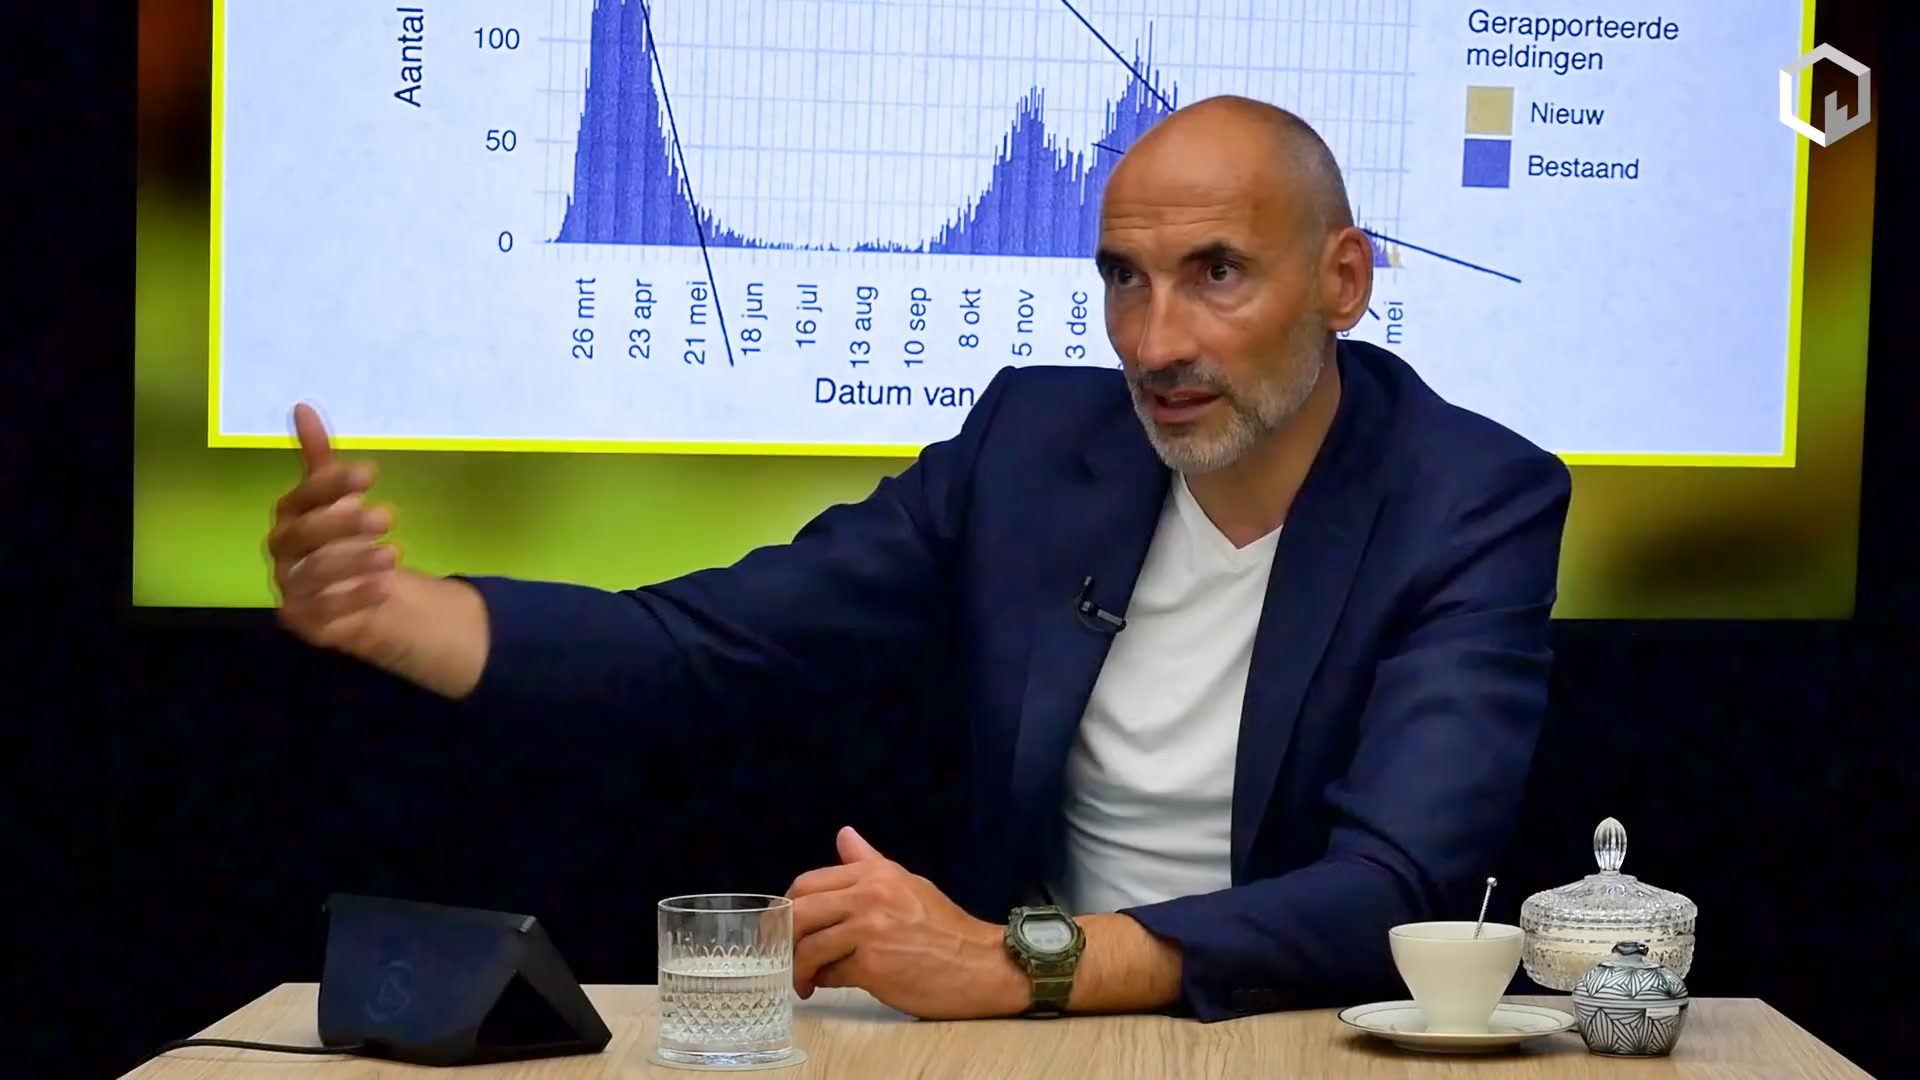 Aantal
100
50
0
26 mrt
23 apr
21 mei
18 jun
16 jul
13 aug
10 sep
8 okt
5 nov
3 dec
mei
Datum van
Gerapporteerde
meldingen
Nieuw
Bestaand